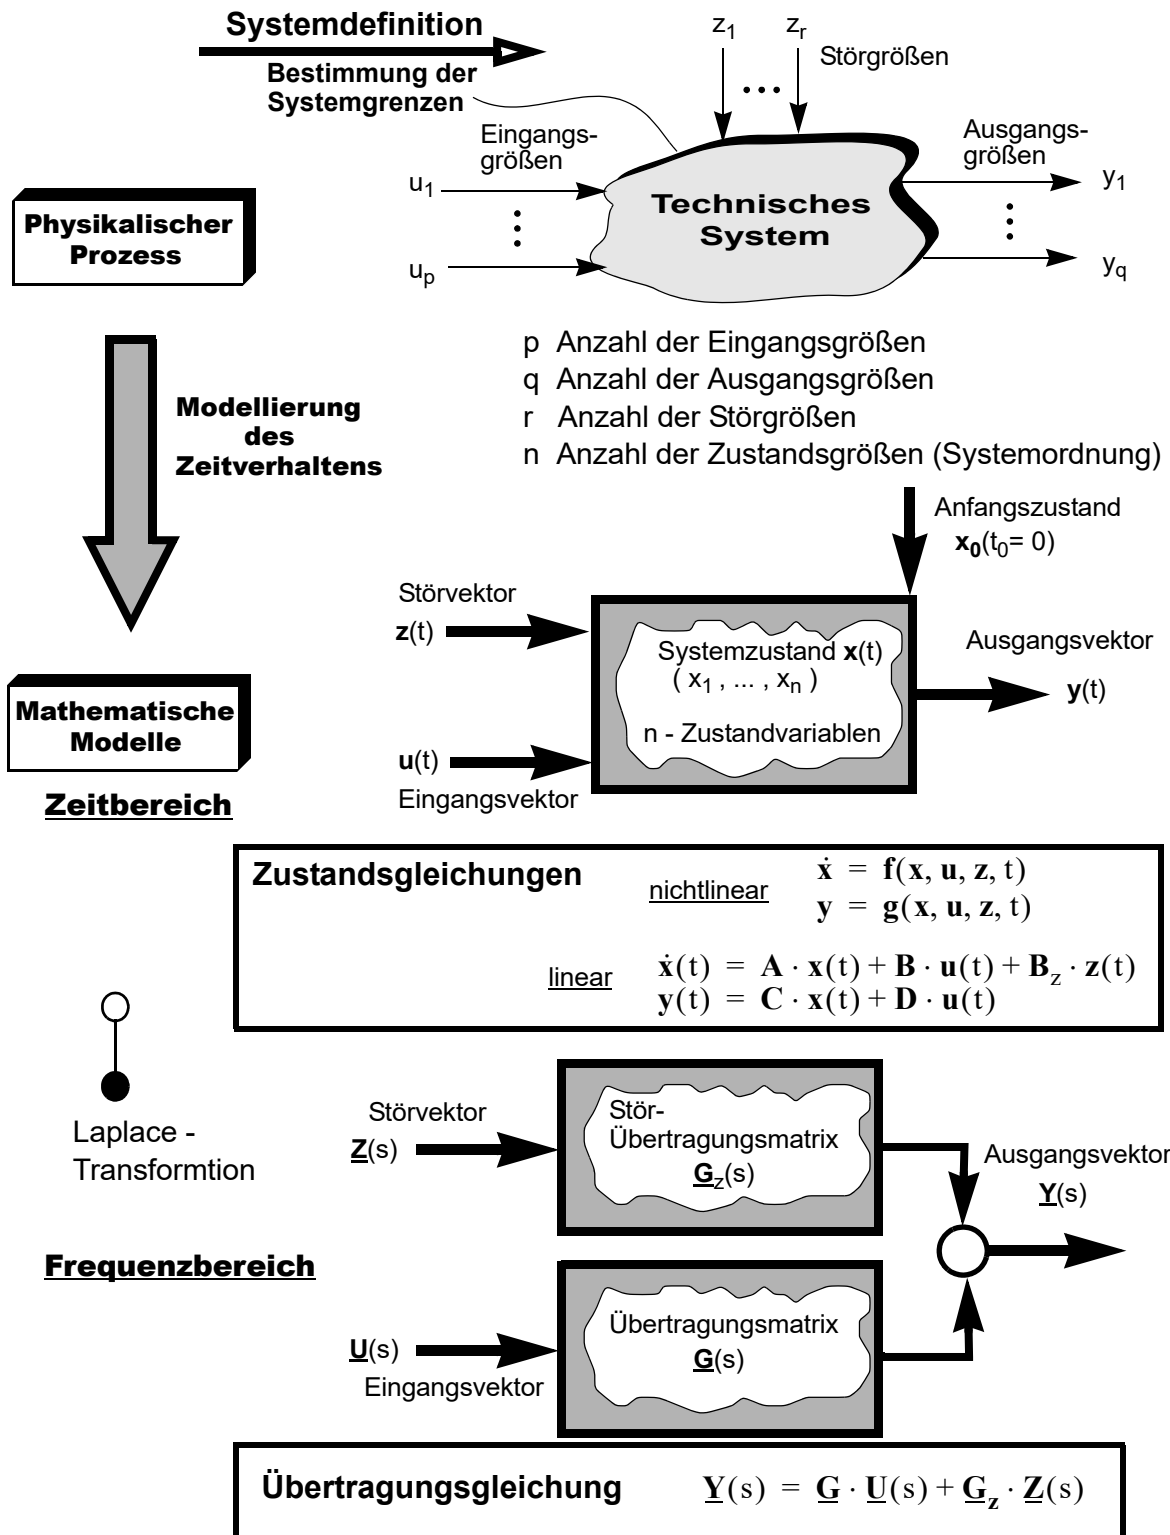 Systemdefinition
Bestimmung der
Systemgrenzen
z1 zr
Störgrößen
• • •
Eingangs-
größen
Ausgangs-
größen
u1
y1
Technisches
System
up
yq
Physikalischer
Prozess
p Anzahl der Eingangsgrößen
q Anzahl der Ausgangsgrößen
r Anzahl der Störgrößen
n Anzahl der Zustandsgrößen (Systemordnung)
Modellierung
des
Zeitverhaltens
Anfangszustand
x0(t0= 0)
Störvektor
z(t)
Systemzustand x(t)
( x1 , ... , xn )
n - Zustandvariablen
Ausgangsvektor
y(t)
u(t)
Eingangsvektor
Mathematische
Modelle
Zeitbereich
Zustandsgleichungen
nichtlinear
ẋ = f(x, u, z, t)
y = g(x, u, z, t)
linear
ẋ(t) = A · x(t) + B · u(t) + Bz · z(t)
y(t) = C · x(t) + D · u(t)
Laplace -
Transformtion
Störvektor
Z(s)
Stör-
Übertragungsmatrix
Gz(s)
Ausgangsvektor
Y(s)
Frequenzbereich
Übertragungsmatrix
G(s)
U(s)
Eingangsvektor
Übertragungsgleichung
Y(s) = G · U(s) + Gz · Z(s)